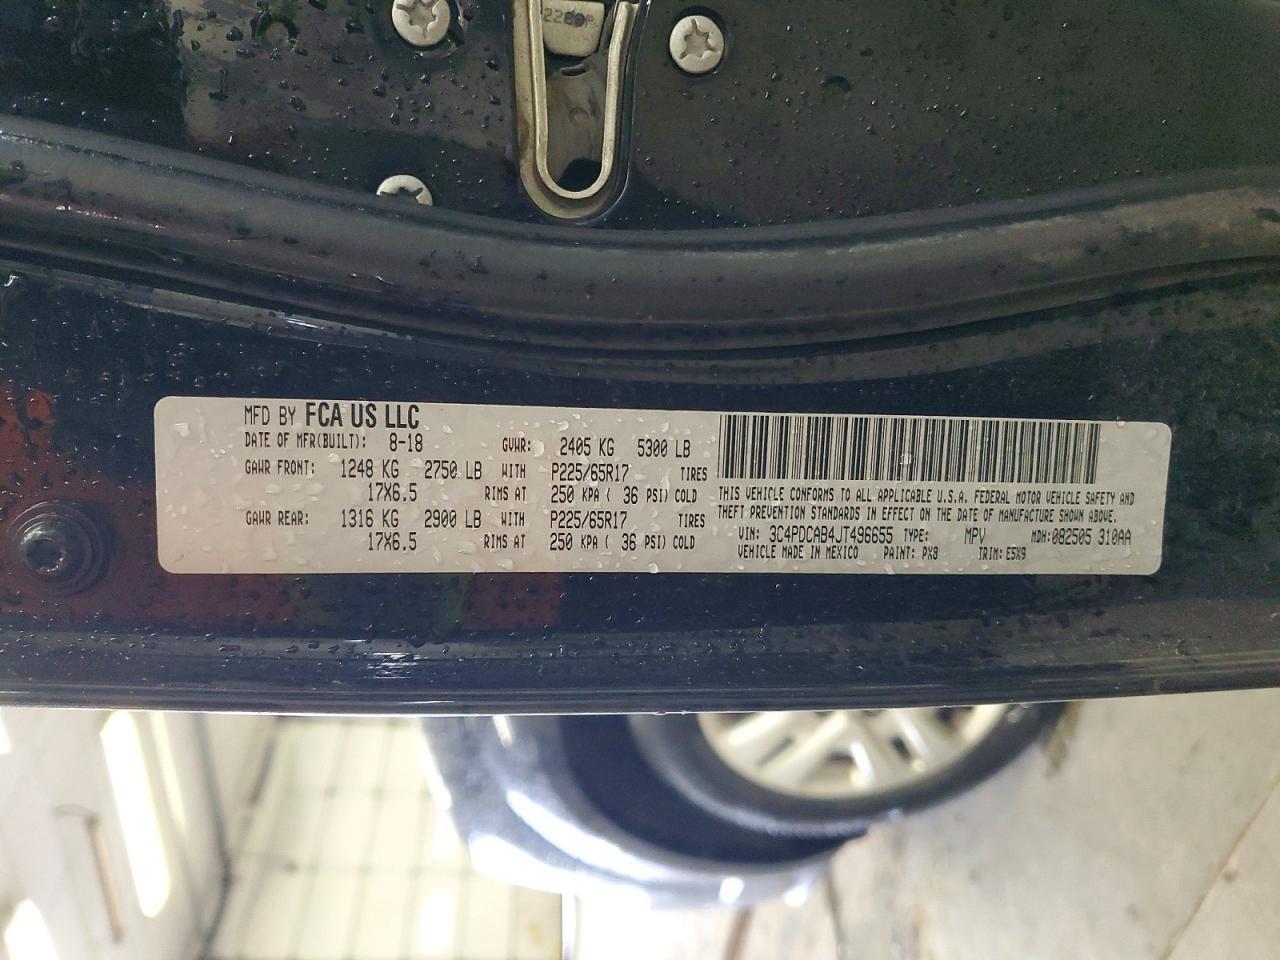 MFD BY FCA US LLC
DATE OF MFR(BUILT): 8-18 GVWR: 2405 KG 5300 LB
GAWR FRONT: 1248 KG 2750 LB WITH P225/65R17 TIRES
17X6.5 RIMS AT 250 KPA ( 36 PSI) COLD
GAWR REAR: 1316 KG 2900 LB WITH P225/65R17 TIRES
17X6.5 RIMS AT 250 KPA ( 36 PSI) COLD
THIS VEHICLE CONFORMS TO ALL APPLICABLE U.S.A. FEDERAL MOTOR VEHICLE SAFETY AND
THEFT PREVENTION STANDARDS IN EFFECT ON THE DATE OF MANUFACTURE SHOWN ABOVE.
VIN: 3C4PDCAB4JT496655 TYPE: MPV MDH:082505 310AA
VEHICLE MADE IN MEXICO PAINT: PX8 TRIM: E5X9